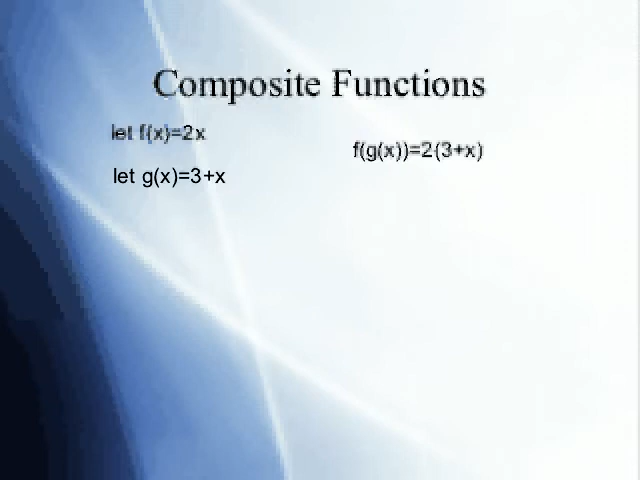 Composite Functions
let f(x)=2x
f(g(x))=2(3+x)
let g(x)=3+x